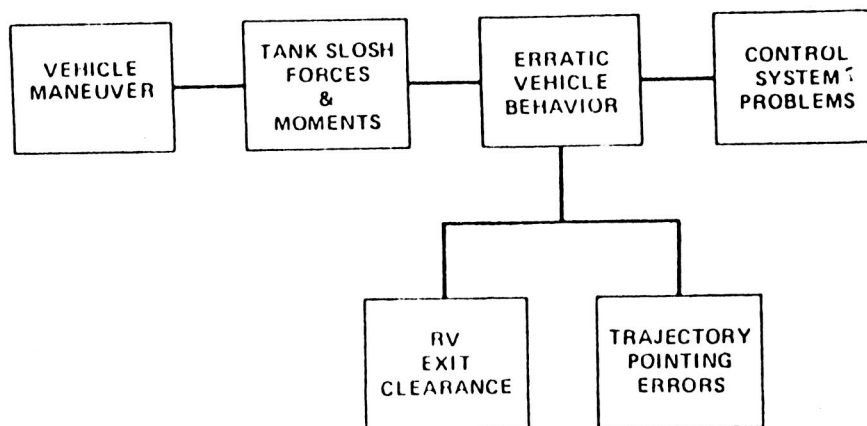 VEHICLE
MANEUVER
TANK SLOSH
FORCES
&
MOMENTS
ERRATIC
VEHICLE
BEHAVIOR
CONTROL
SYSTEM
PROBLEMS
RV
EXIT
CLEARANCE
TRAJECTORY
POINTING
ERRORS